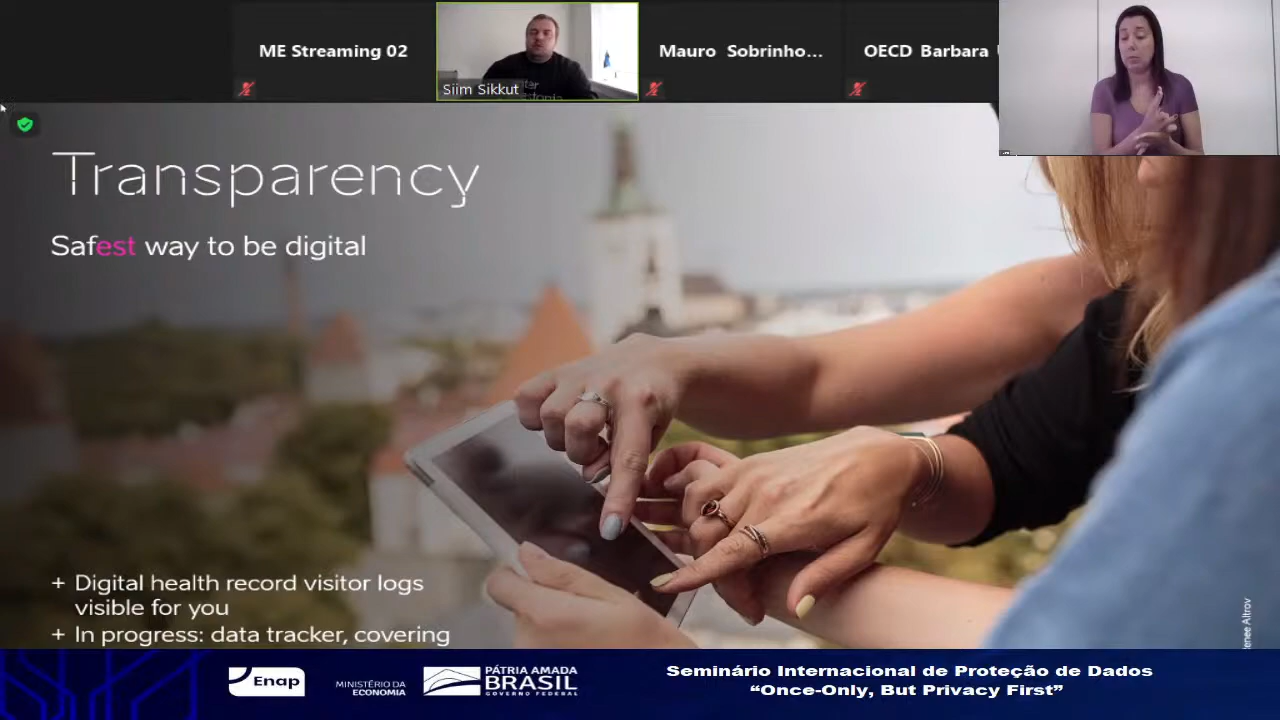 ME Streaming 02
Siim Sikkut
Mauro Sobrinho...
OECD Barbara
Transparency
Safest way to be digital
+ Digital health record visitor logs
visible for you
+ In progress: data tracker, covering
Enap
MINISTÉRIO DA
ECONOMIA
PÁTRIA AMADA
BRASIL
GOVERNO FEDERAL
Seminário Internacional de Proteção de Dados
“Once-Only, But Privacy First”